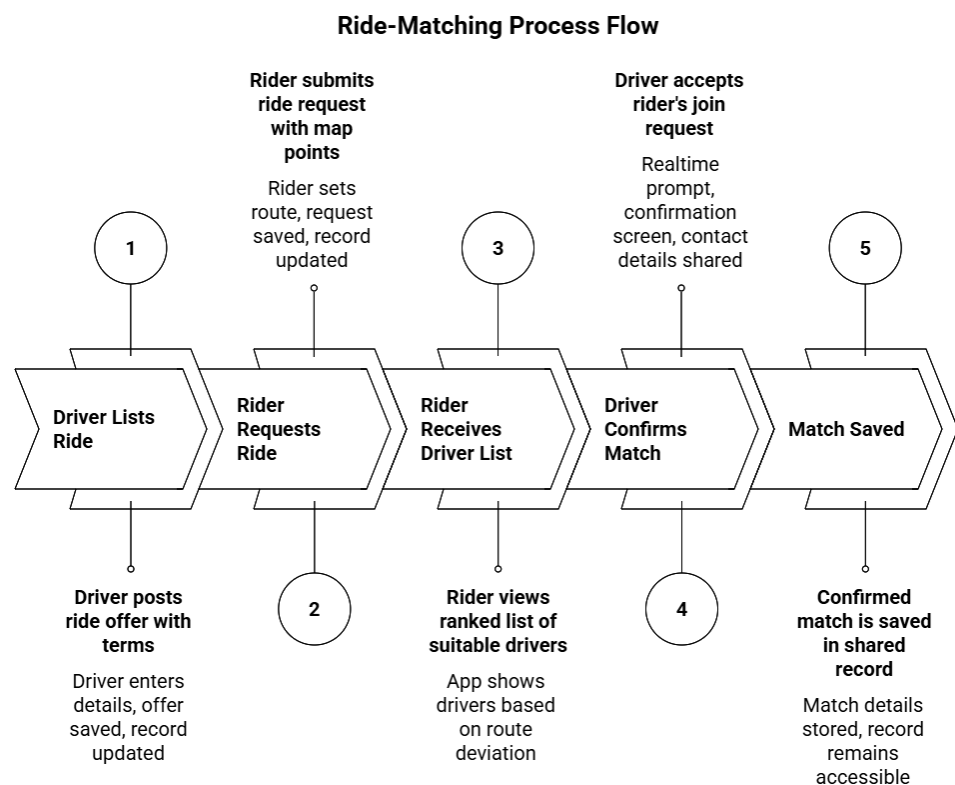 Ride-Matching Process Flow
Rider submits
ride request
with map
points
Rider sets
route, request
saved, record
updated
Driver accepts
rider's join
request
Realtime
prompt,
confirmation
screen, contact
details shared
1
3
5
Driver Lists
Ride
Rider
Requests
Ride
Rider
Receives
Driver List
Driver
Confirms
Match
Match Saved
2
4
Driver posts
ride offer with
terms
Driver enters
details, offer
saved, record
updated
Rider views
ranked list of
suitable drivers
App shows
drivers based
on route
deviation
Confirmed
match is saved
in shared
record
Match details
stored, record
remains
accessible